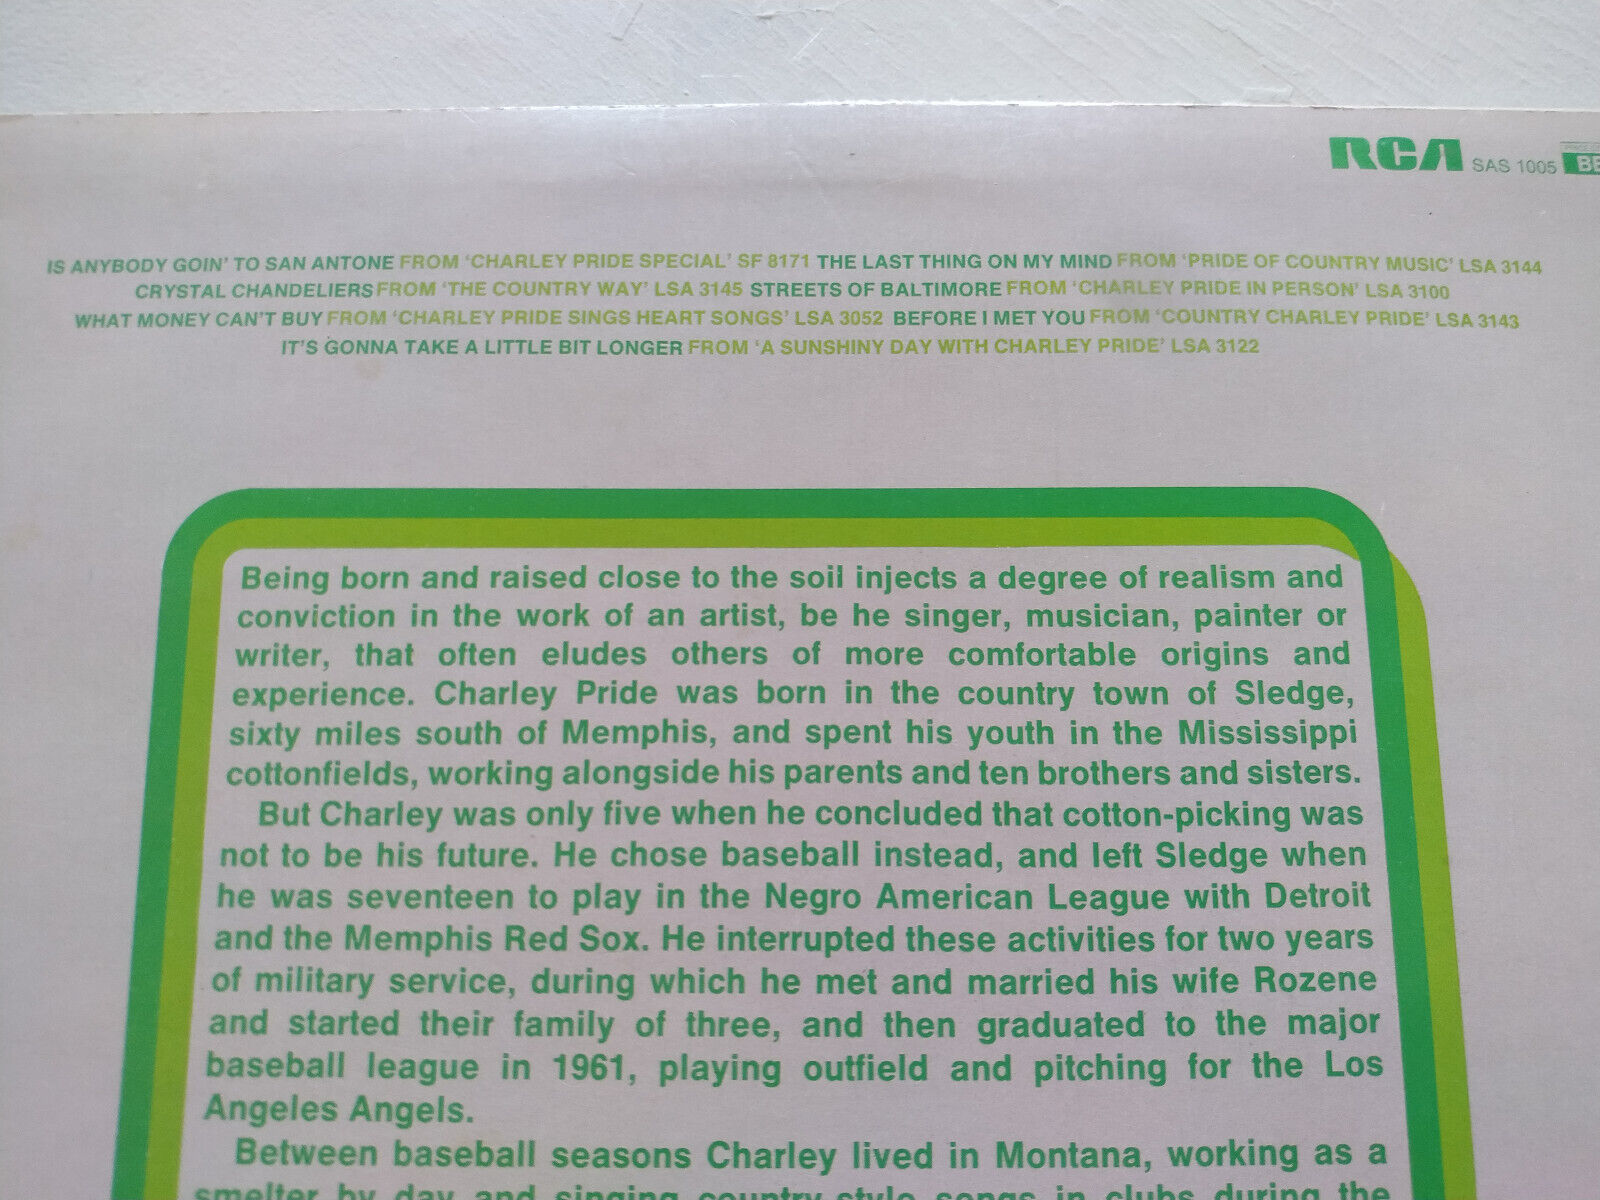 RCA SAS 1005
IS ANYBODY GOIN' TO SAN ANTONE FROM 'CHARLEY PRIDE SPECIAL' SF 8171 THE LAST THING ON MY MIND FROM 'PRIDE OF COUNTRY MUSIC' LSA 3144
CRYSTAL CHANDELIERS FROM 'THE COUNTRY WAY' LSA 3145 STREETS OF BALTIMORE FROM 'CHARLEY PRIDE IN PERSON' LSA 3100
WHAT MONEY CAN'T BUY FROM 'CHARLEY PRIDE SINGS HEART SONGS' LSA 3052 BEFORE I MET YOU FROM 'COUNTRY CHARLEY PRIDE' LSA 3143
IT'S GONNA TAKE A LITTLE BIT LONGER FROM 'A SUNSHINY DAY WITH CHARLEY PRIDE' LSA 3122
Being born and raised close to the soil injects a degree of realism and
conviction in the work of an artist, be he singer, musician, painter or
writer, that often eludes others of more comfortable origins and
experience. Charley Pride was born in the country town of Sledge,
sixty miles south of Memphis, and spent his youth in the Mississippi
cottonfields, working alongside his parents and ten brothers and sisters.
But Charley was only five when he concluded that cotton-picking was
not to be his future. He chose baseball instead, and left Sledge when
he was seventeen to play in the Negro American League with Detroit
and the Memphis Red Sox. He interrupted these activities for two years
of military service, during which he met and married his wife Rozene
and started their family of three, and then graduated to the major
baseball league in 1961, playing outfield and pitching for the Los
Angeles Angels.
Between baseball seasons Charley lived in Montana, working as a
smelter by day and singing country-style songs in clubs during the